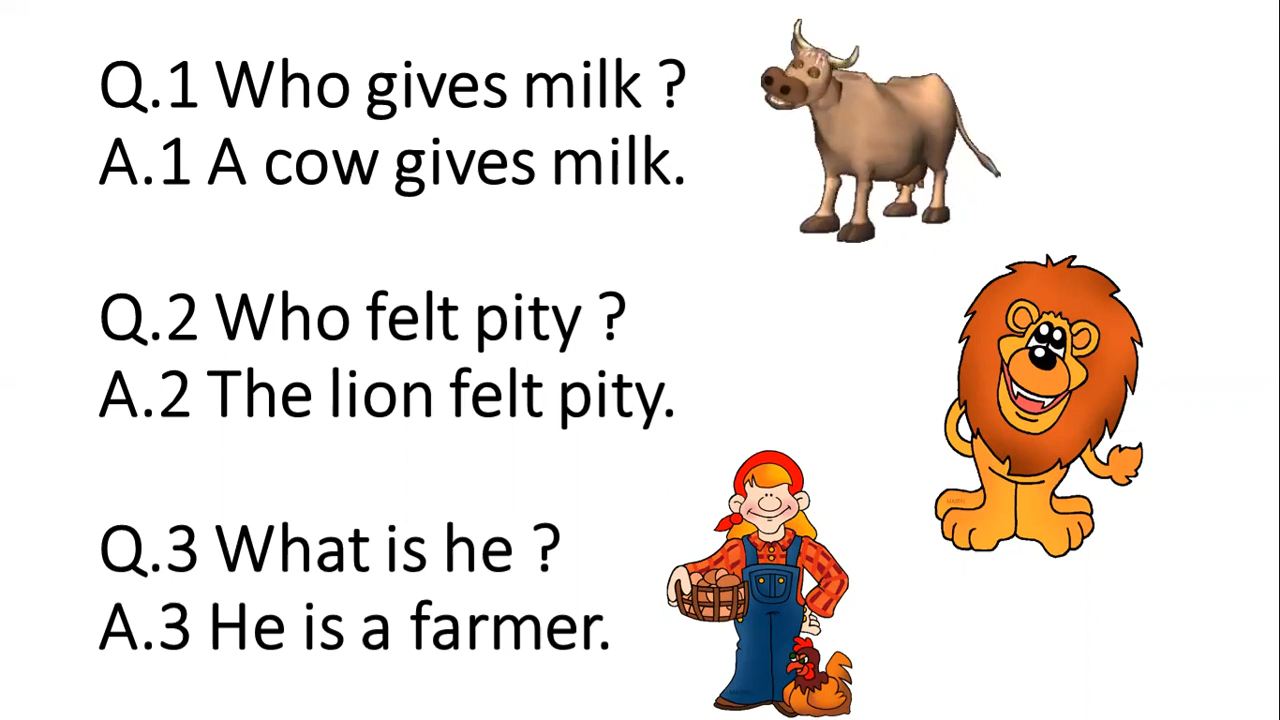 Q.1 Who gives milk ?
A.1 A cow gives milk.
Q.2 Who felt pity ?
A.2 The lion felt pity.
Q.3 What is he ?
A.3 He is a farmer.